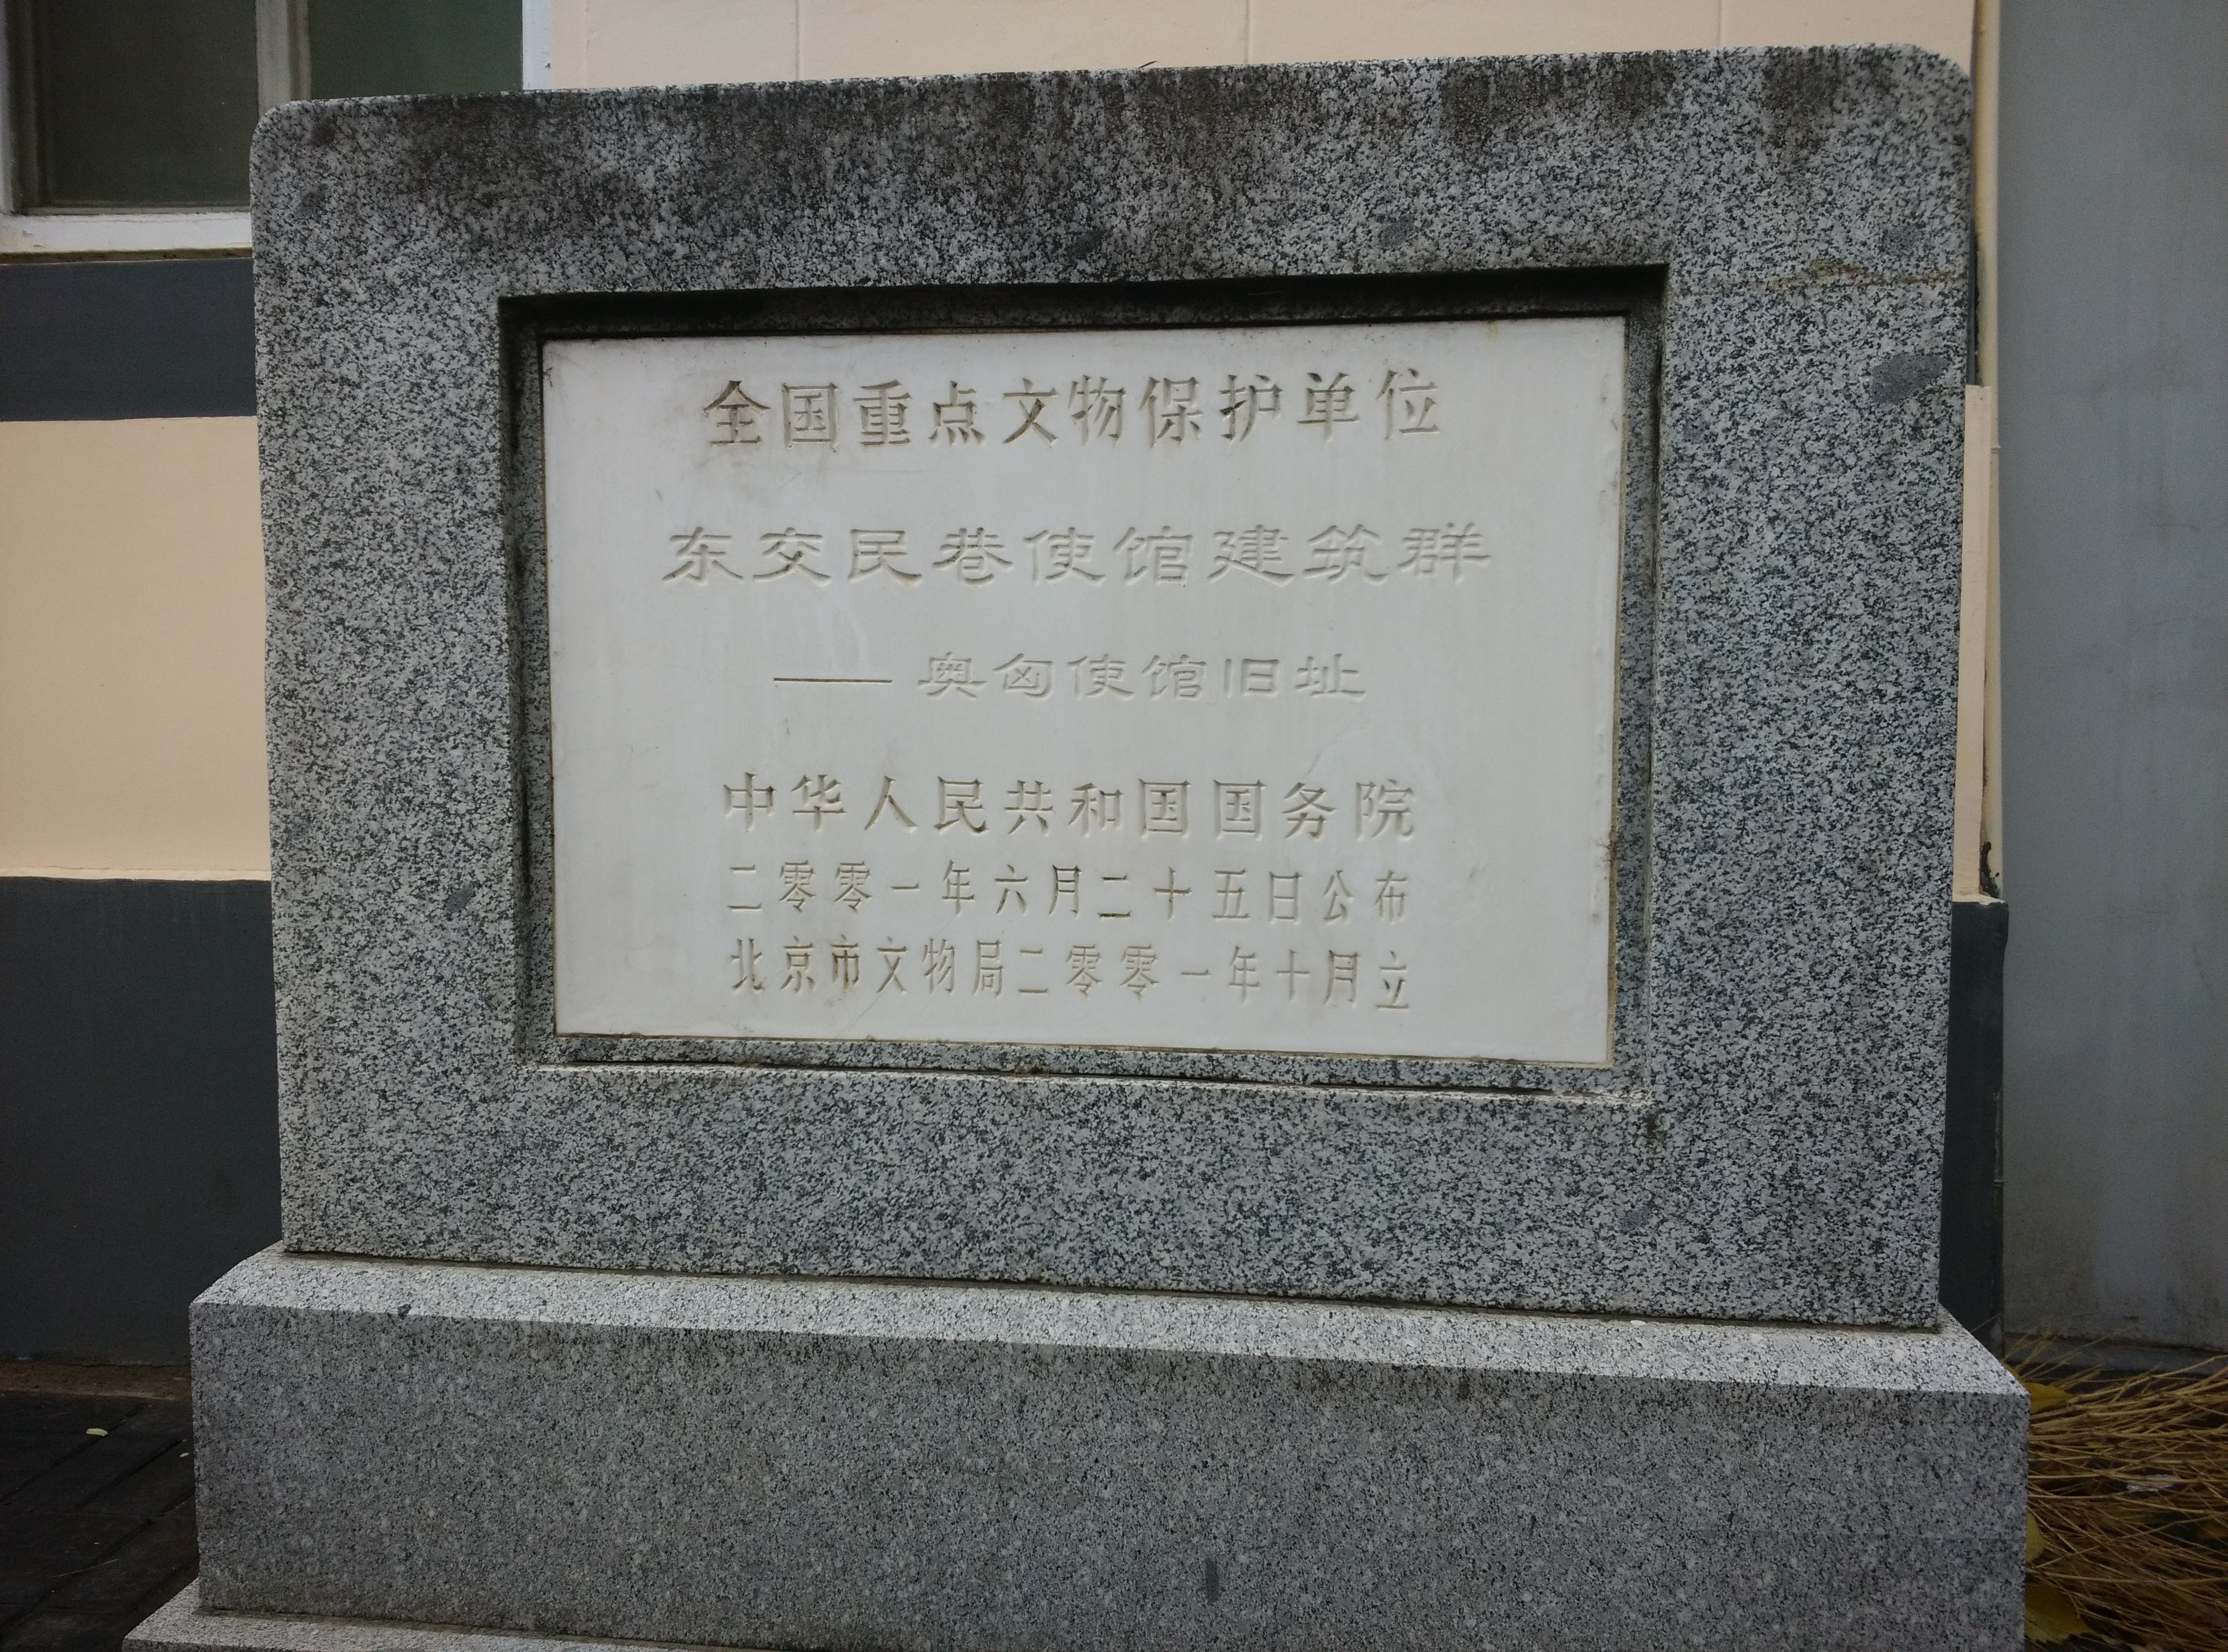 全国重点文物保护单位
东交民巷使馆建筑群
——奥匈使馆旧址
中华人民共和国国务院
二零零一年六月二十五日公布
北京市文物局二零零一年十月立